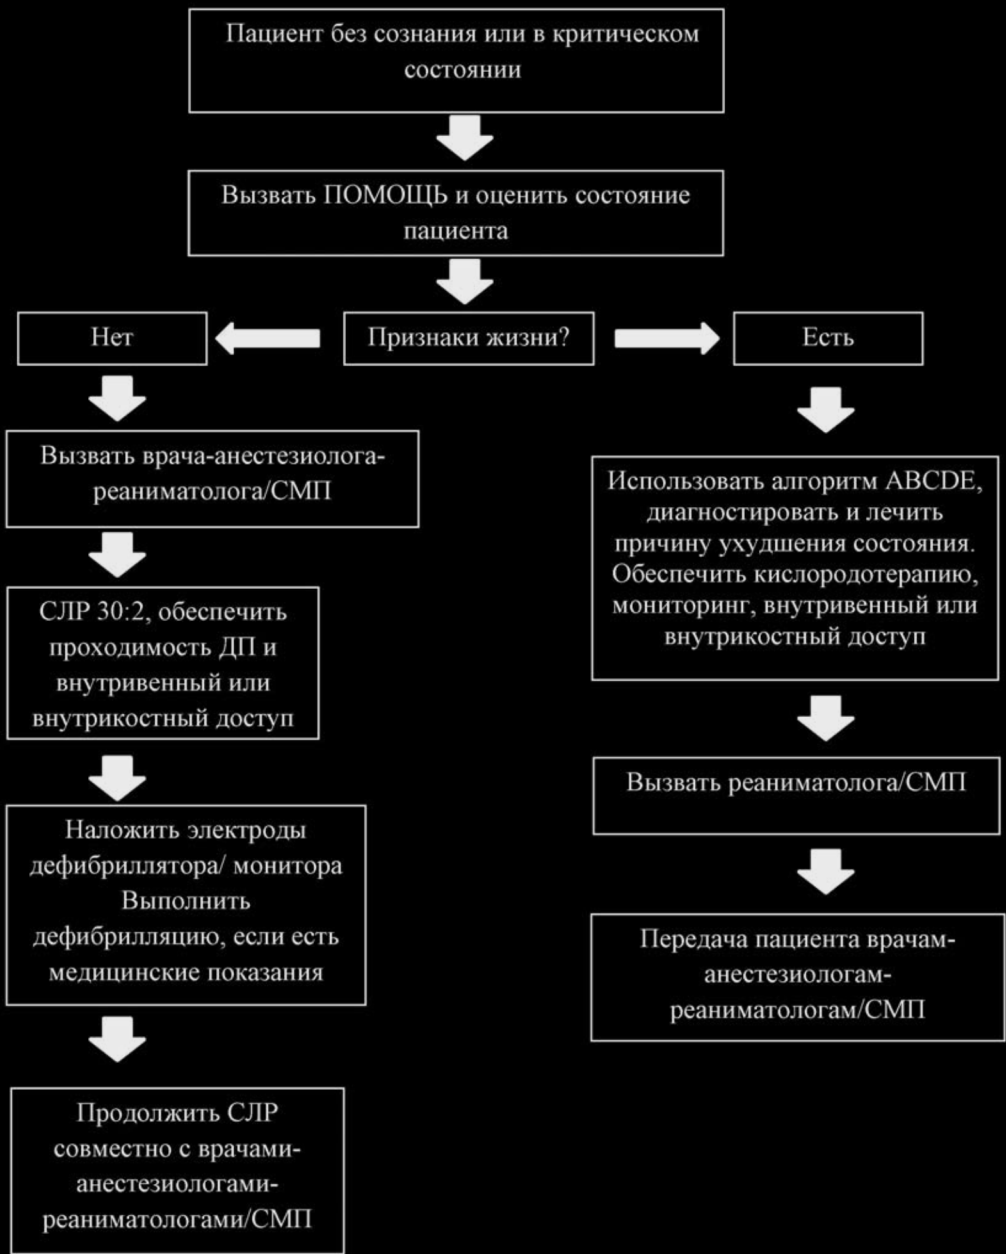 Пациент без сознания или в критическом
состоянии
Вызвать ПОМОЩЬ и оценить состояние
пациента
Нет
Признаки жизни?
Есть
Вызвать врача-анестезиолога-
реаниматолога/СМП
СЛР 30:2, обеспечить
проходимость ДП и
внутривенный или
внутрикостный доступ
Наложить электроды
дефибриллятора/ монитора
Выполнить
дефибрилляцию, если есть
медицинские показания
Продолжить СЛР
совместно с врачами-
анестезиологами-
реаниматологами/СМП
Использовать алгоритм ABCDE,
диагностировать и лечить
причину ухудшения состояния.
Обеспечить кислородотерапию,
мониторинг, внутривенный или
внутрикостный доступ
Вызвать реаниматолога/СМП
Передача пациента врачам-
анестезиологам-
реаниматологам/СМП